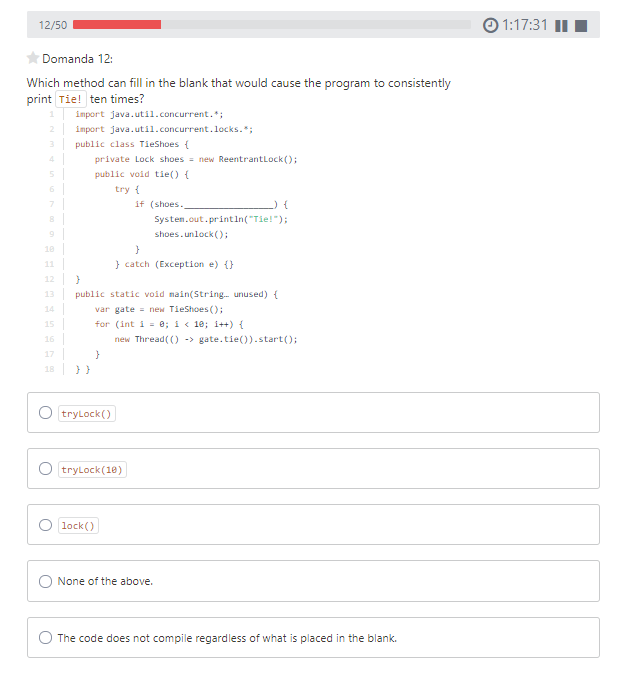 12/50
1:17:31
Domanda 12:
Which method can fill in the blank that would cause the program to consistently
print Tie! ten times?
1 import java.util.concurrent.*;
2 import java.util.concurrent.locks.*;
3 public class TieShoes {
4 private Lock shoes = new ReentrantLock();
5 public void tie() {
6 try {
7 if (shoes.__________________) {
8 System.out.println("Tie!");
9 shoes.unlock();
10 }
11 } catch (Exception e) {}
12 }
13 public static void main(String… unused) {
14 var gate = new TieShoes();
15 for (int i = 0; i < 10; i++) {
16 new Thread(() -> gate.tie()).start();
17 }
18 } }
tryLock()
tryLock(10)
lock()
None of the above.
The code does not compile regardless of what is placed in the blank.